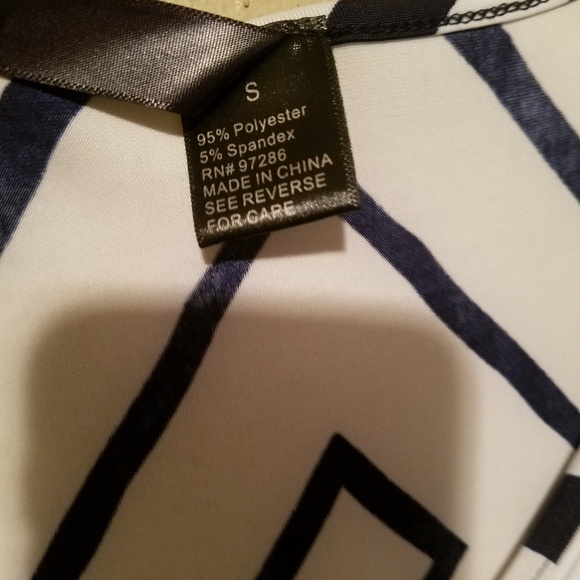 S
95% Polyester
5% Spandex
RN# 97286
MADE IN CHINA
SEE REVERSE
FOR CARE